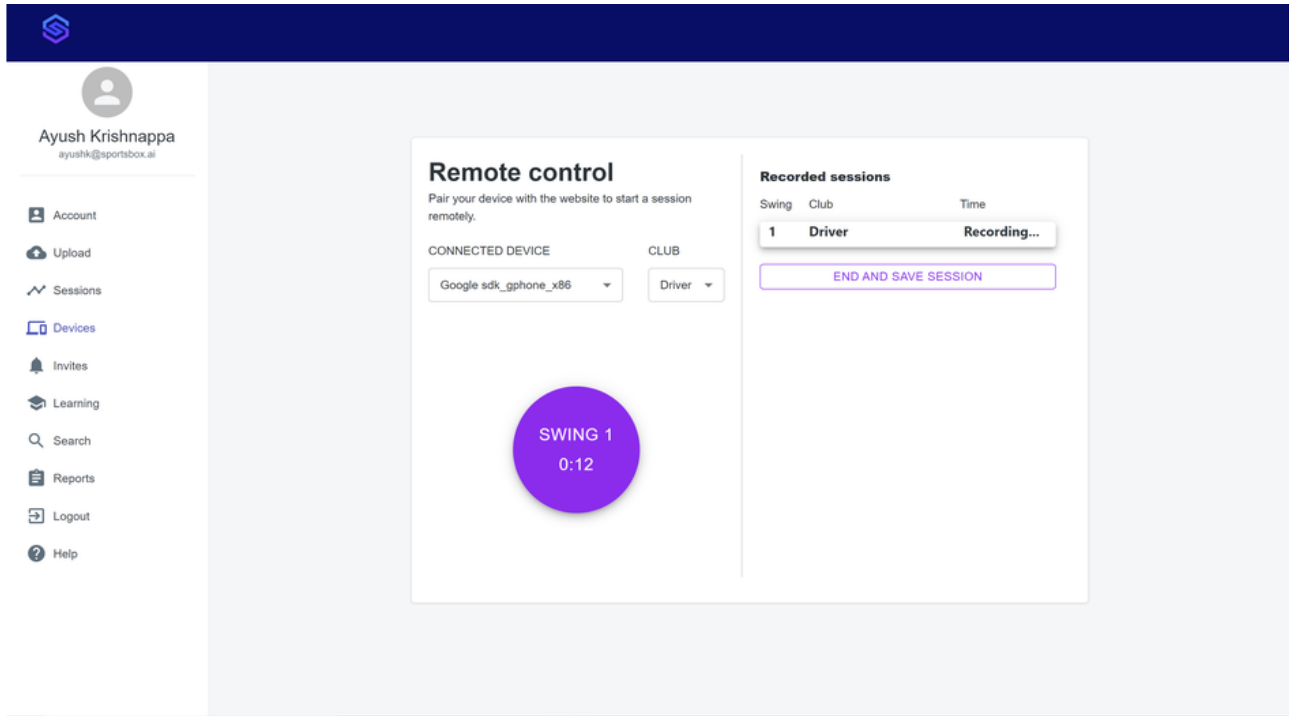 Ayush Krishnappa
ayushk@sportsbox.ai
Account
Upload
Sessions
Devices
Invites
Learning
Search
Reports
Logout
Help
Remote control
Pair your device with the website to start a session
remotely.
CONNECTED DEVICE CLUB
Google sdk_gphone_x86 Driver
SWING 1
0:12
Recorded sessions
Swing Club Time
1 Driver Recording...
END AND SAVE SESSION